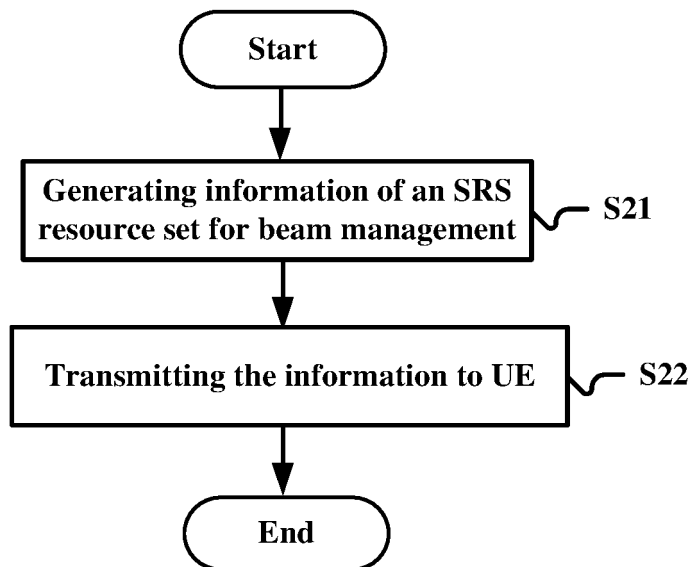 Start
Generating information of an SRS
resource set for beam management
S21
Transmitting the information to UE
S22
End